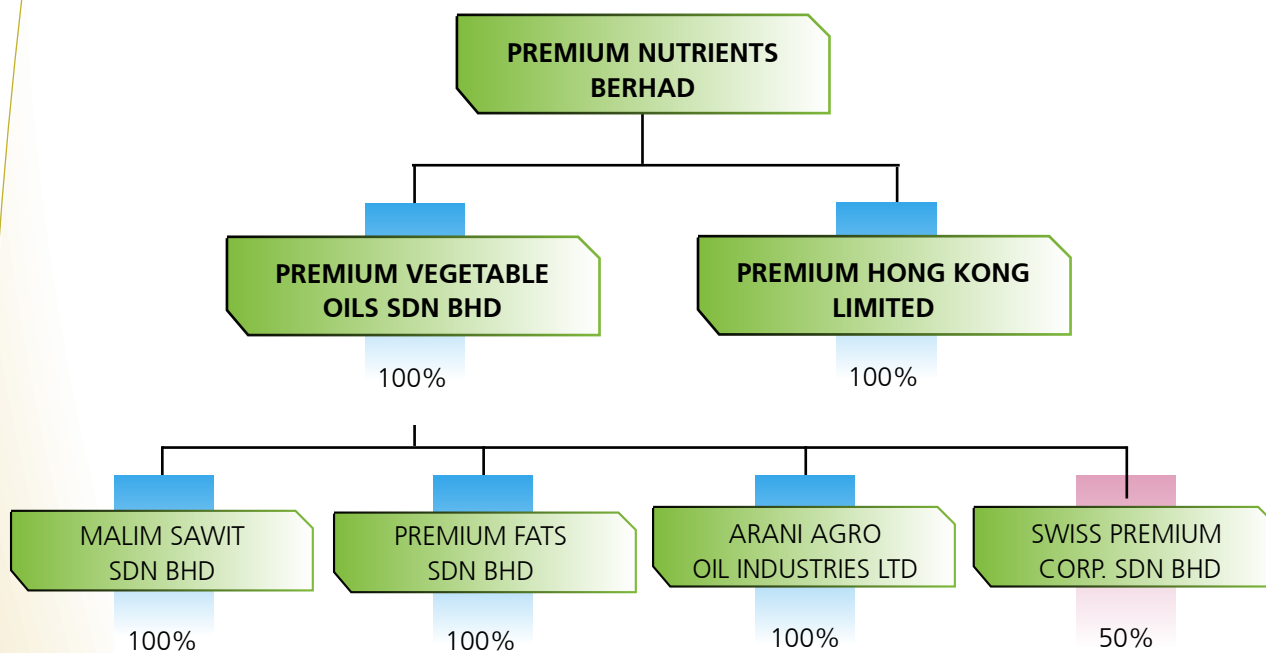 PREMIUM NUTRIENTS
BERHAD
PREMIUM VEGETABLE
OILS SDN BHD
100%
PREMIUM HONG KONG
LIMITED
100%
MALIM SAWIT
SDN BHD
100%
PREMIUM FATS
SDN BHD
100%
ARANI AGRO
OIL INDUSTRIES LTD
100%
SWISS PREMIUM
CORP. SDN BHD
50%